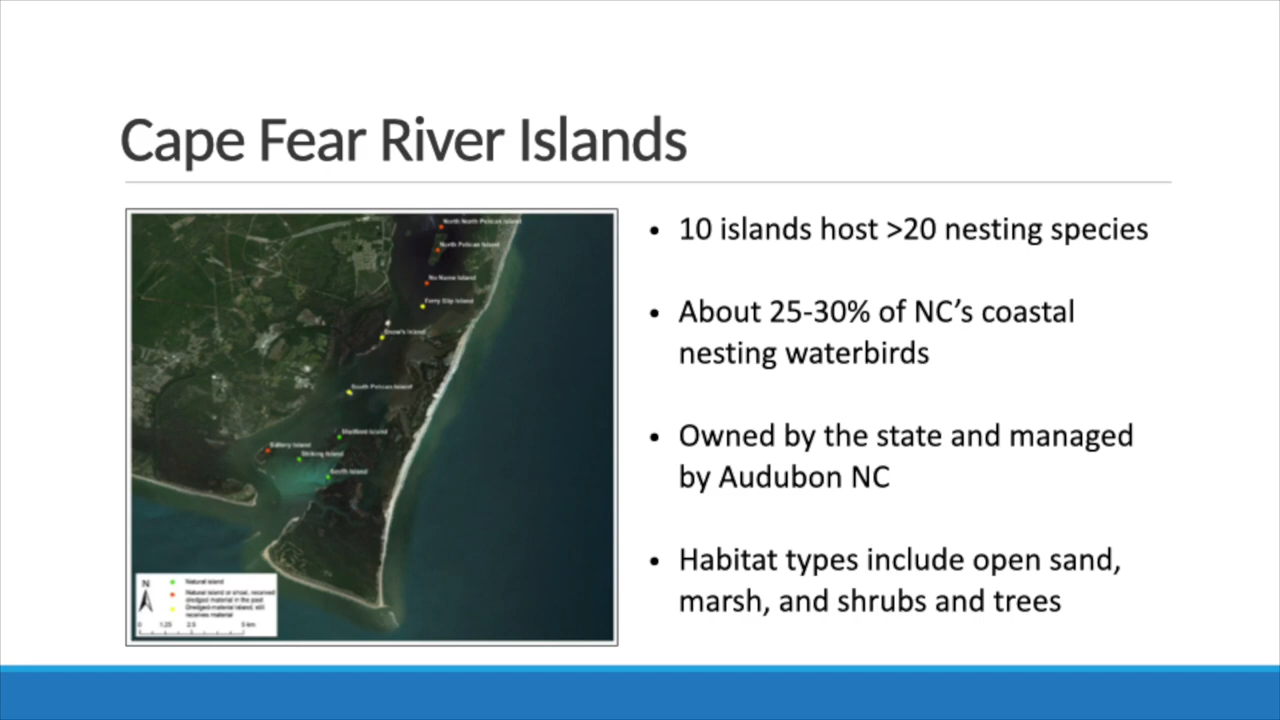 Cape Fear River Islands
North North Pelican Island
North Pelican Island
No Name Island
Ferry Slip Island
Snow's Island
South Pelican Island
Shellbed Island
Battery Island
Striking Island
South Island
N
Natural island
Natural island or shoal, received
dredged material in the past
Dredged-material island, still
receives material
0 1.25 2.5 5 km
• 10 islands host >20 nesting species
• About 25-30% of NC’s coastal
nesting waterbirds
• Owned by the state and managed
by Audubon NC
• Habitat types include open sand,
marsh, and shrubs and trees